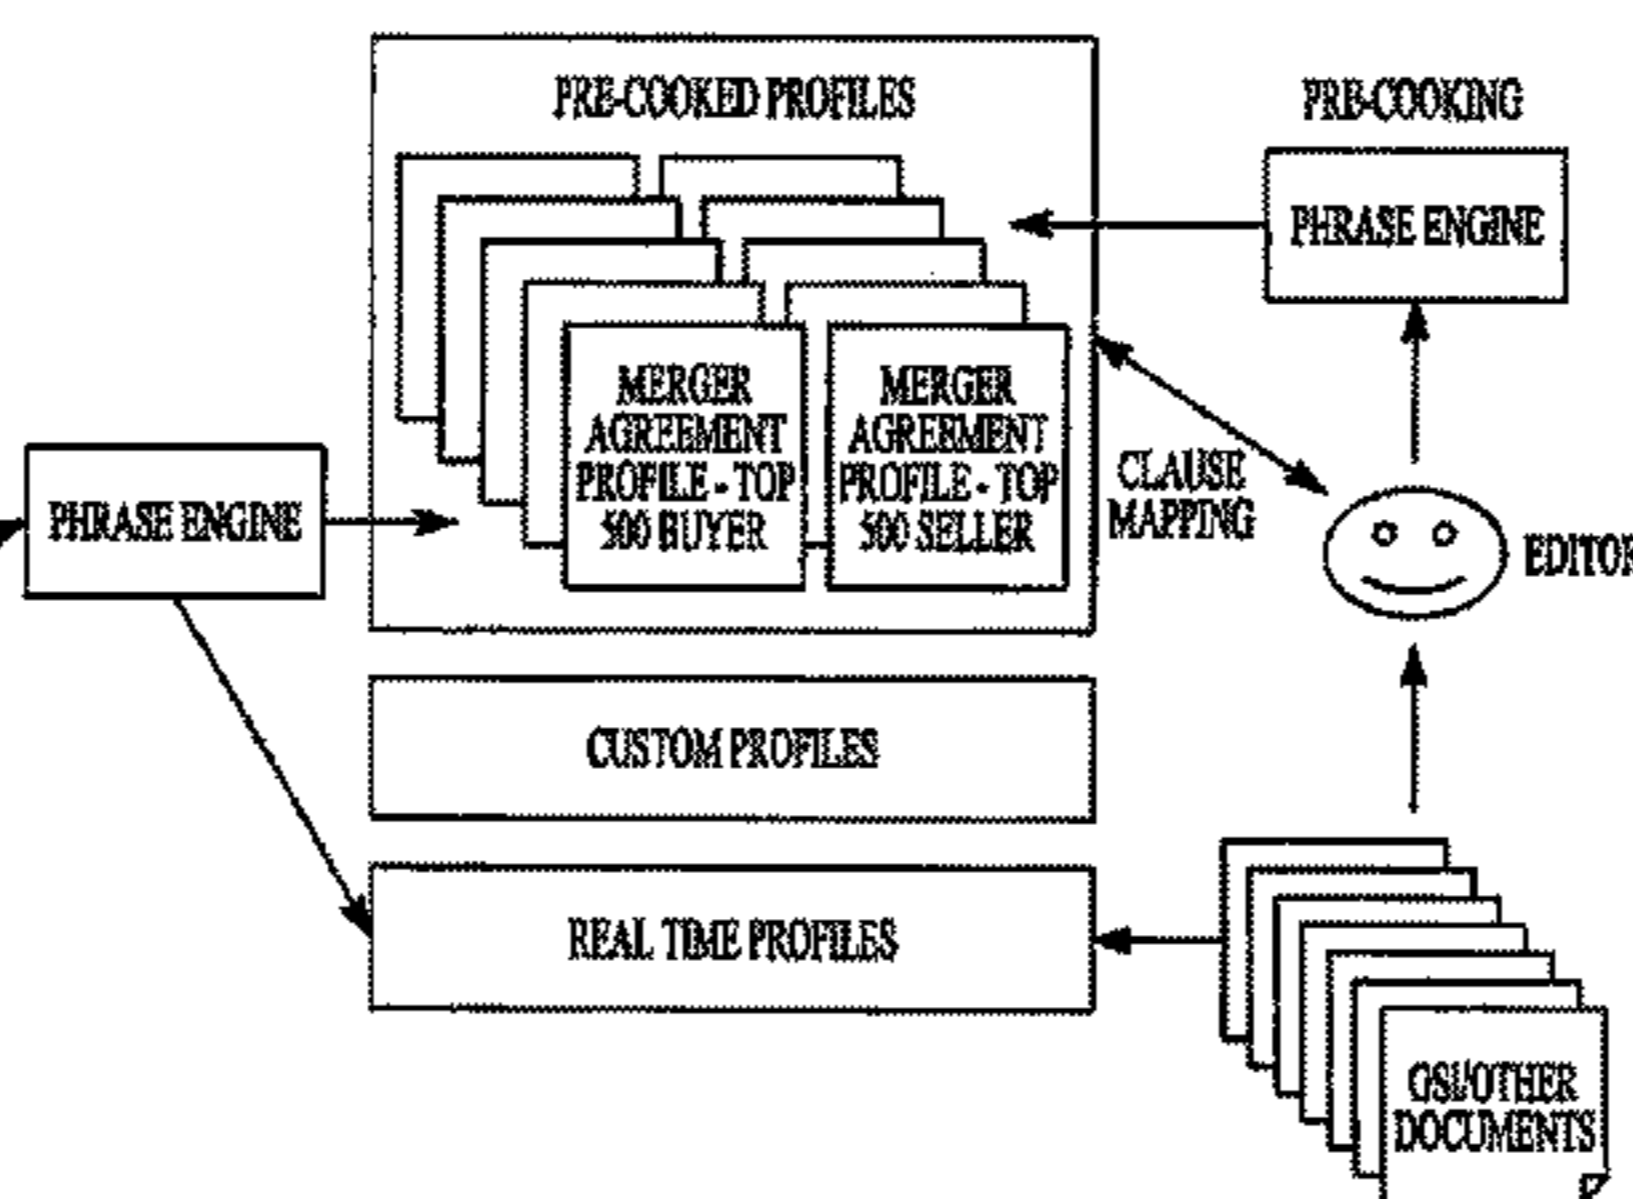 PRE-COOKED PROFILES
PRE-COOKING
PHRASE ENGINE
MERGER
AGREEMENT
PROFILE - TOP
500 BUYER
MERGER
AGREEMENT
PROFILE - TOP
500 SELLER
CLAUSE
MAPPING
PHRASE ENGINE
EDITOR
CUSTOM PROFILES
REAL TIME PROFILES
GSI/OTHER
DOCUMENTS